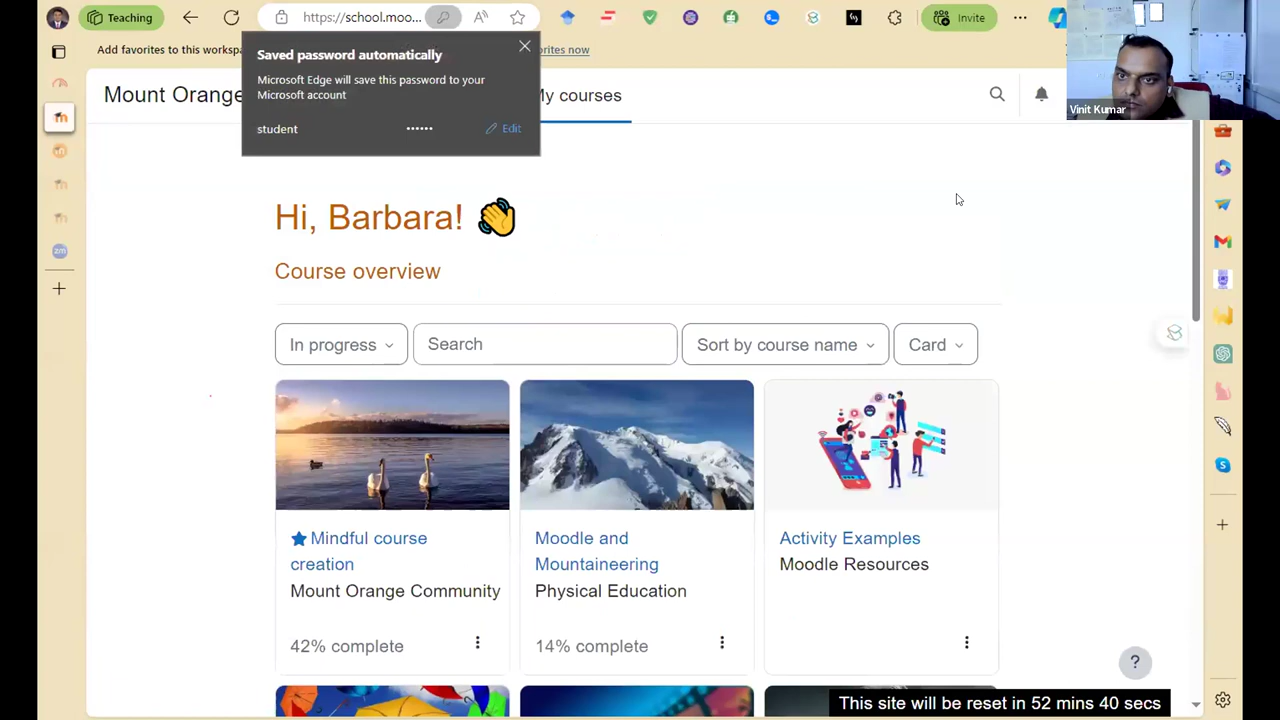 Teaching
https://school.moo...
A
Invite
Add favorites to this workspa
orites now
Saved password automatically
Microsoft Edge will save this password to your
Microsoft account
student
······
Edit
Mount Orange
My courses
Vinit Kumar
Hi, Barbara!
Course overview
In progress
Search
Sort by course name
Card
Mindful course
creation
Mount Orange Community
42% complete
Moodle and
Mountaineering
Physical Education
14% complete
Activity Examples
Moodle Resources
zm
?
This site will be reset in 52 mins 40 secs